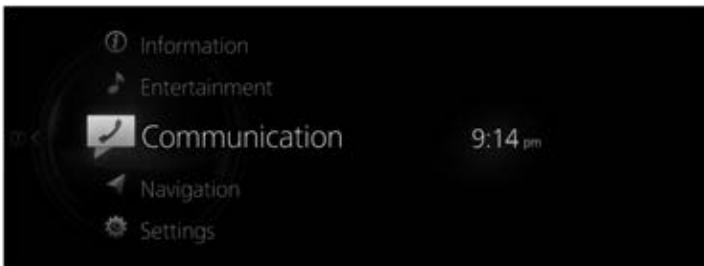 Information
Entertainment
Communication
9:14 pm
Navigation
Settings